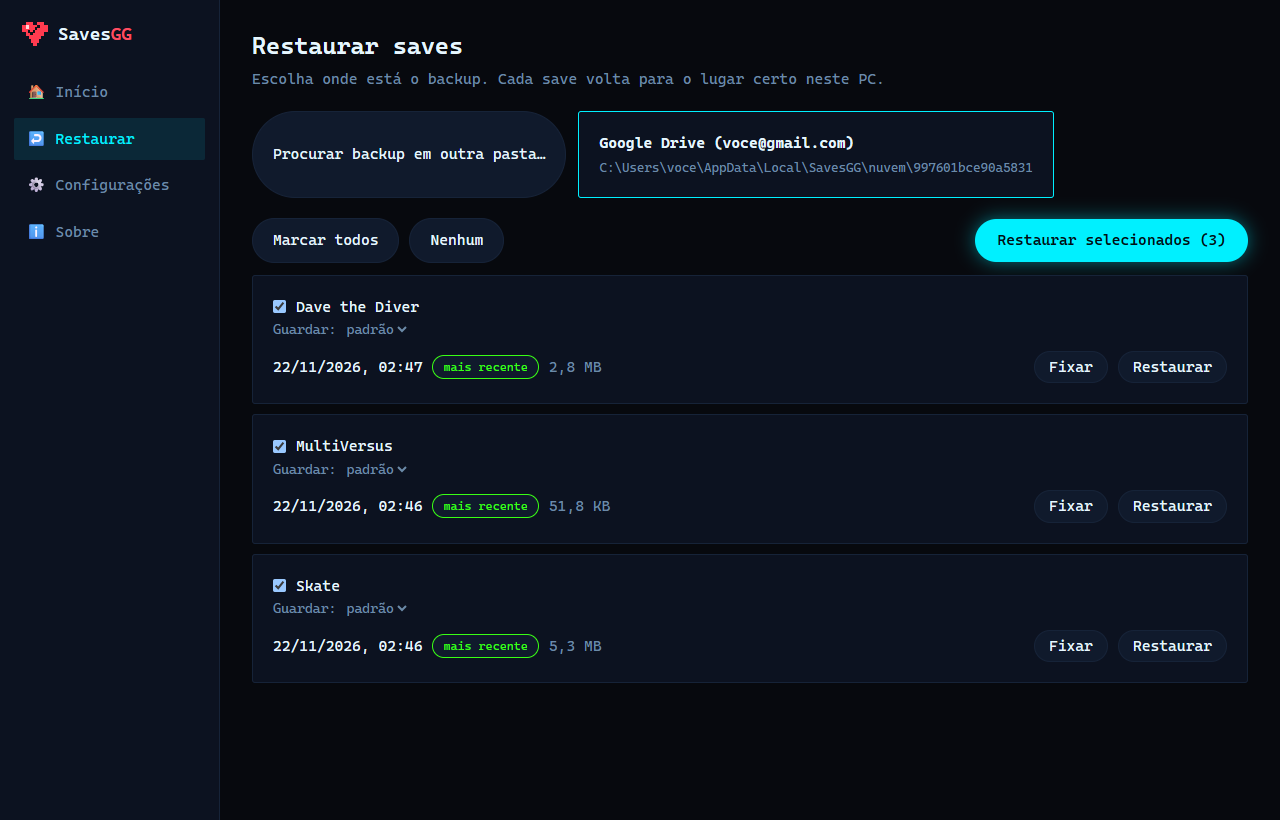 SavesGG
Início
Restaurar
Configurações
Sobre
Restaurar saves
Escolha onde está o backup. Cada save volta para o lugar certo neste PC.
Procurar backup em outra pasta…
Google Drive (voce@gmail.com)
C:\Users\voce\AppData\Local\SavesGG\nuvem\997601bce90a5831
Marcar todos
Nenhum
Restaurar selecionados (3)
Dave the Diver
Guardar: padrão
22/11/2026, 02:47 mais recente 2,8 MB
Fixar
Restaurar
MultiVersus
Guardar: padrão
22/11/2026, 02:46 mais recente 51,8 KB
Fixar
Restaurar
Skate
Guardar: padrão
22/11/2026, 02:46 mais recente 5,3 MB
Fixar
Restaurar